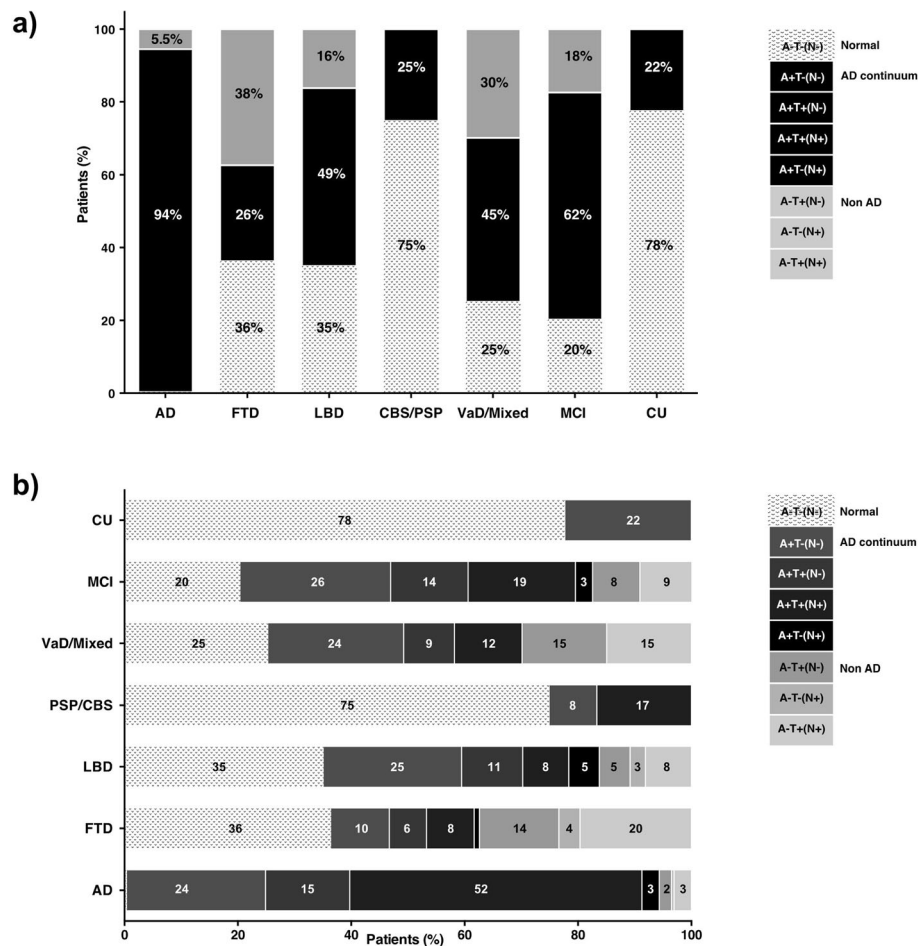 a)
100
80
60
40
20
0
Patients (%)
5.5%
94%
38%
26%
36%
16%
49%
35%
25%
75%
30%
45%
25%
18%
62%
20%
22%
78%
AD FTD LBD CBS/PSP VaD/Mixed MCI CU
A-T-(N-) Normal
A+T-(N-) AD continuum
A+T+(N-)
A+T+(N+)
A+T-(N+)
A-T+(N-) Non AD
A-T-(N+)
A-T+(N+)
b)
CU 78 22
MCI 20 26 14 19 3 8 9
VaD/Mixed 25 24 9 12 15 15
PSP/CBS 75 8 17
LBD 35 25 11 8 5 5 3 8
FTD 36 10 6 8 14 4 20
AD 24 15 52 3 2 3
0 20 40 60 80 100
Patients (%)
A-T-(N-) Normal
A+T-(N-) AD continuum
A+T+(N-)
A+T+(N+)
A+T-(N+)
A-T+(N-) Non AD
A-T-(N+)
A-T+(N+)